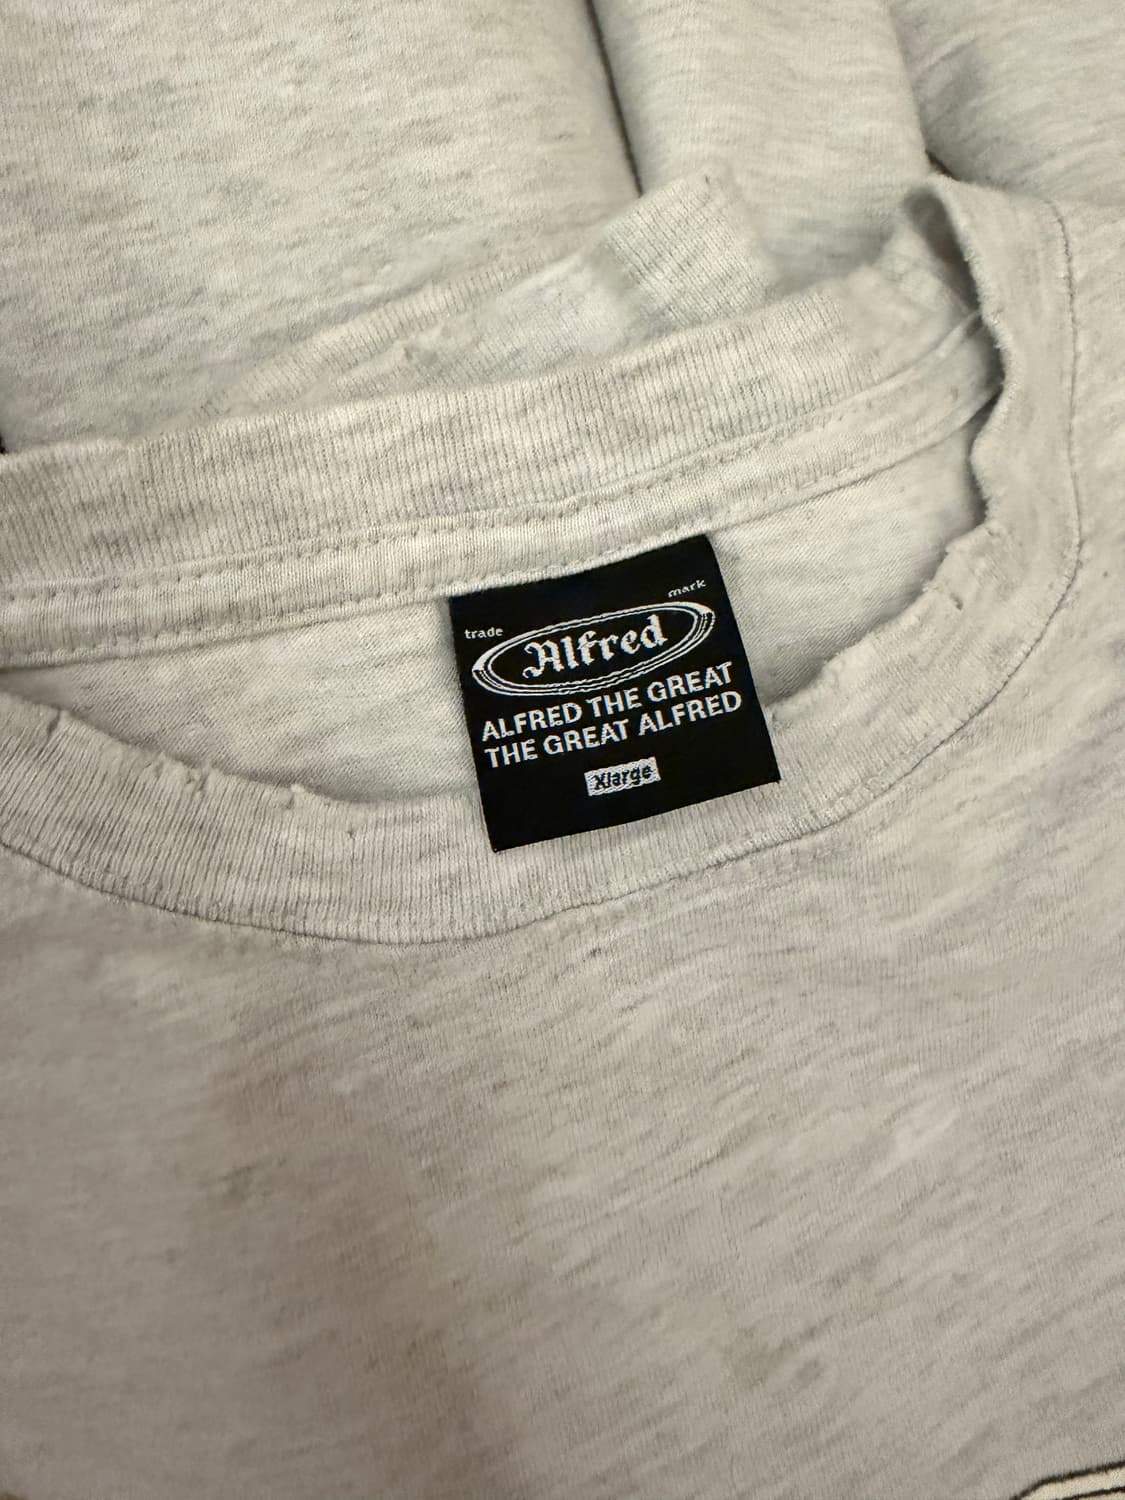 trade mark
Alfred
ALFRED THE GREAT
THE GREAT ALFRED
Xlarge